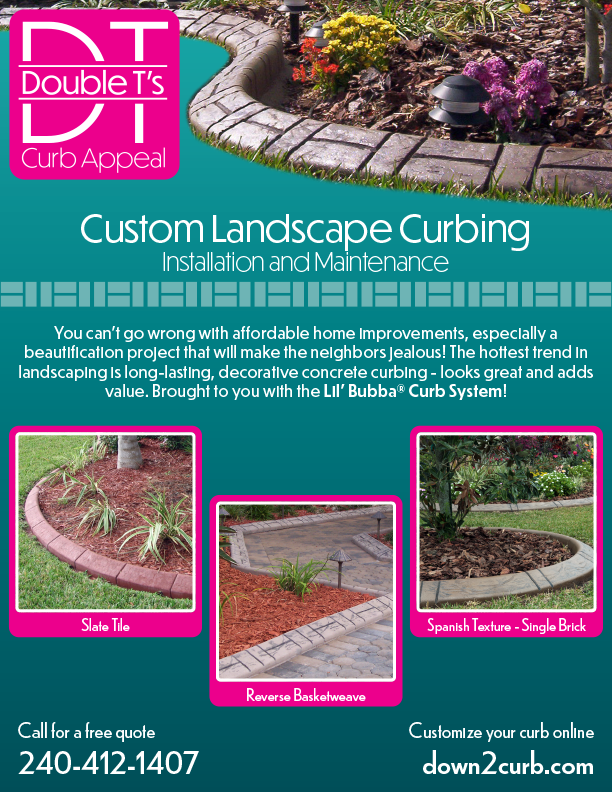 DT
Double T's
Curb Appeal
Custom Landscape Curbing
Installation and Maintenance
You can't go wrong with affordable home improvements, especially a
beautification project that will make the neighbors jealous! The hottest trend in
landscaping is long-lasting, decorative concrete curbing - looks great and adds
value. Brought to you with the Lil' Bubba® Curb System!
Slate Tile
Reverse Basketweave
Spanish Texture - Single Brick
Call for a free quote
240-412-1407
Customize your curb online
down2curb.com